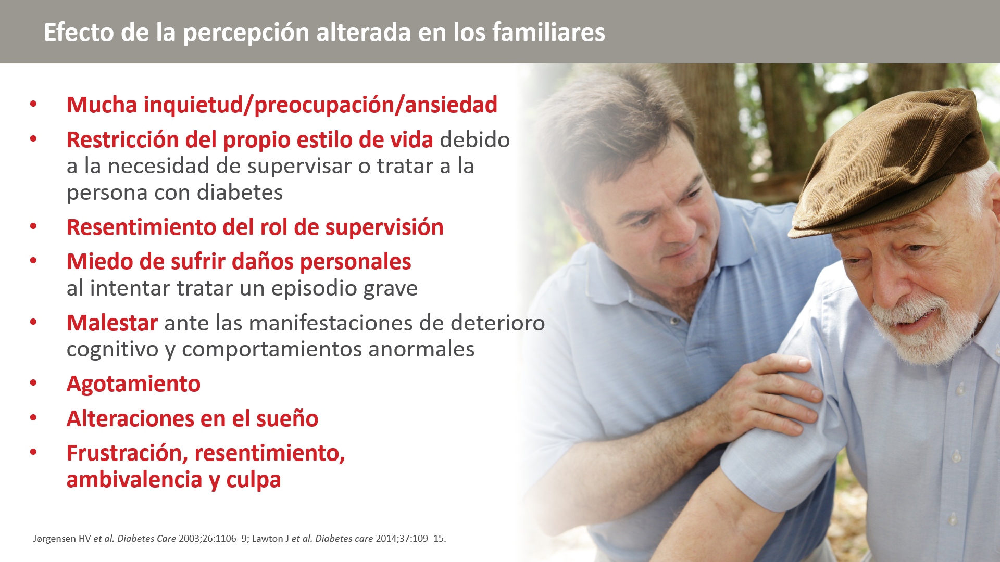 Efecto de la percepción alterada en los familiares
• Mucha inquietud/preocupación/ansiedad
• Restricción del propio estilo de vida debido
a la necesidad de supervisar o tratar a la
persona con diabetes
• Resentimiento del rol de supervisión
• Miedo de sufrir daños personales
al intentar tratar un episodio grave
• Malestar ante las manifestaciones de deterioro
cognitivo y comportamientos anormales
• Agotamiento
• Alteraciones en el sueño
• Frustración, resentimiento,
ambivalencia y culpa
Jørgensen HV et al. Diabetes Care 2003;26:1106–9; Lawton J et al. Diabetes care 2014;37:109–15.